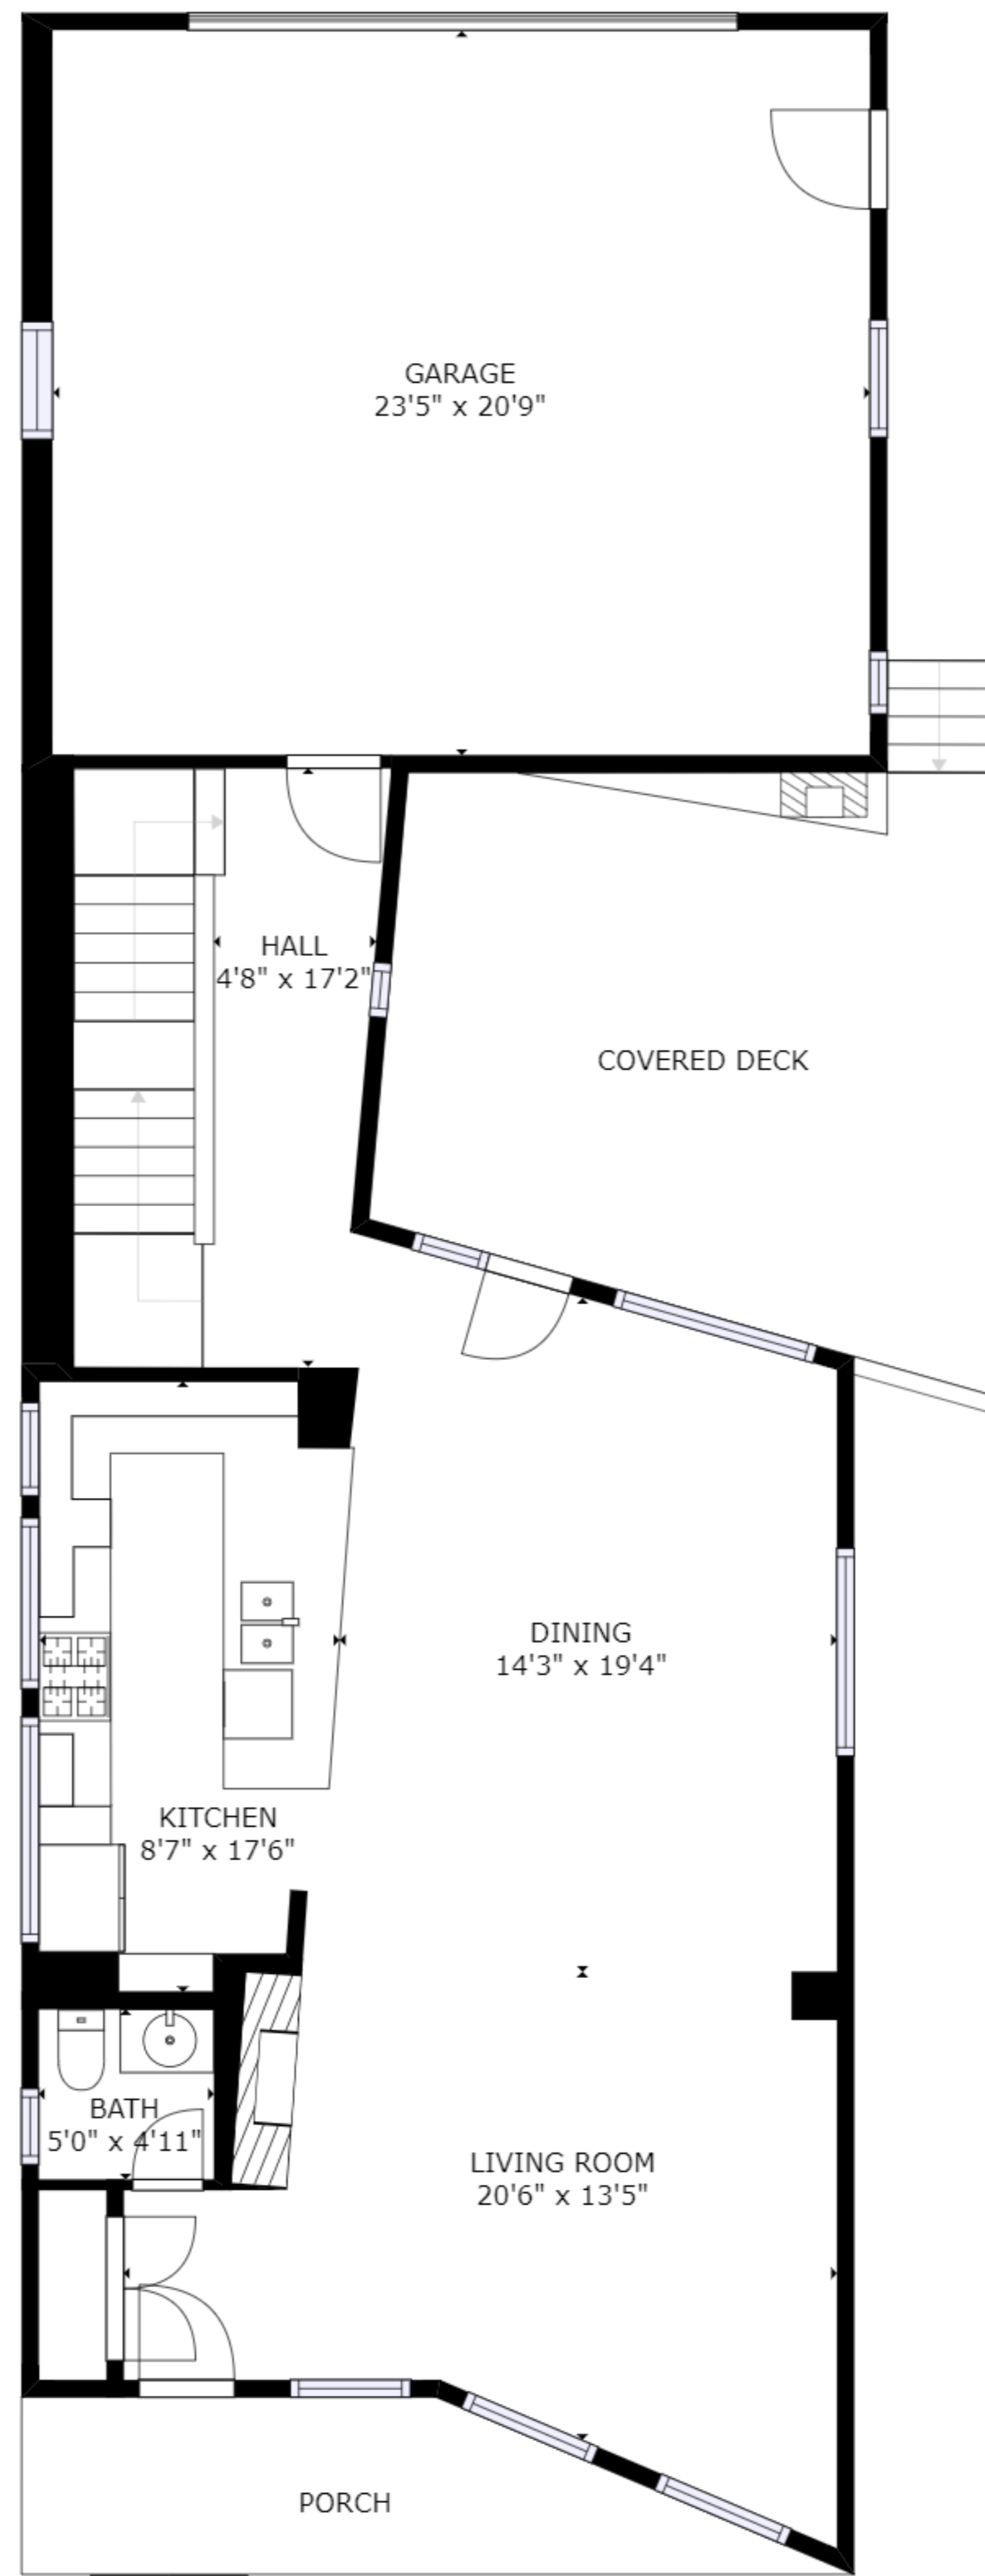 GARAGE
23'5" x 20'9"
HALL
4'8" x 17'2"
COVERED DECK
DINING
14'3" x 19'4"
KITCHEN
8'7" x 17'6"
BATH
5'0" x 4'11"
LIVING ROOM
20'6" x 13'5"
PORCH